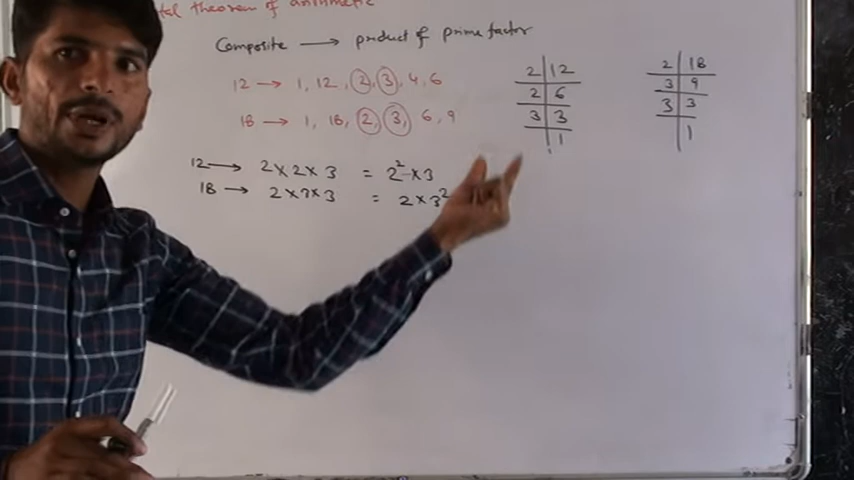 theorem of arithmetic
Composite → product of prime factor
12 → 1, 12, 2, 3, 4, 6
18 → 1, 18, 2, 3, 6, 9
12 → 2 × 2 × 3 = 2² × 3
18 → 2 × 3 × 3 = 2 × 3²
2 | 12
2 | 6
3 | 3
1
2 | 18
3 | 9
3 | 3
1